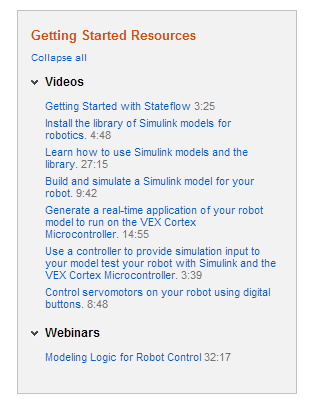 Getting Started Resources
Collapse all
Videos
Getting Started with Stateflow 3:25
Install the library of Simulink models for
robotics. 4:48
Learn how to use Simulink models and the
library. 27:15
Build and simulate a Simulink model for your
robot. 9:42
Generate a real-time application of your robot
model to run on the VEX Cortex
Microcontroller. 14:55
Use a controller to provide simulation input to
your model test your robot with Simulink and the
VEX Cortex Microcontroller. 3:39
Control servomotors on your robot using digital
buttons. 8:48
Webinars
Modeling Logic for Robot Control 32:17